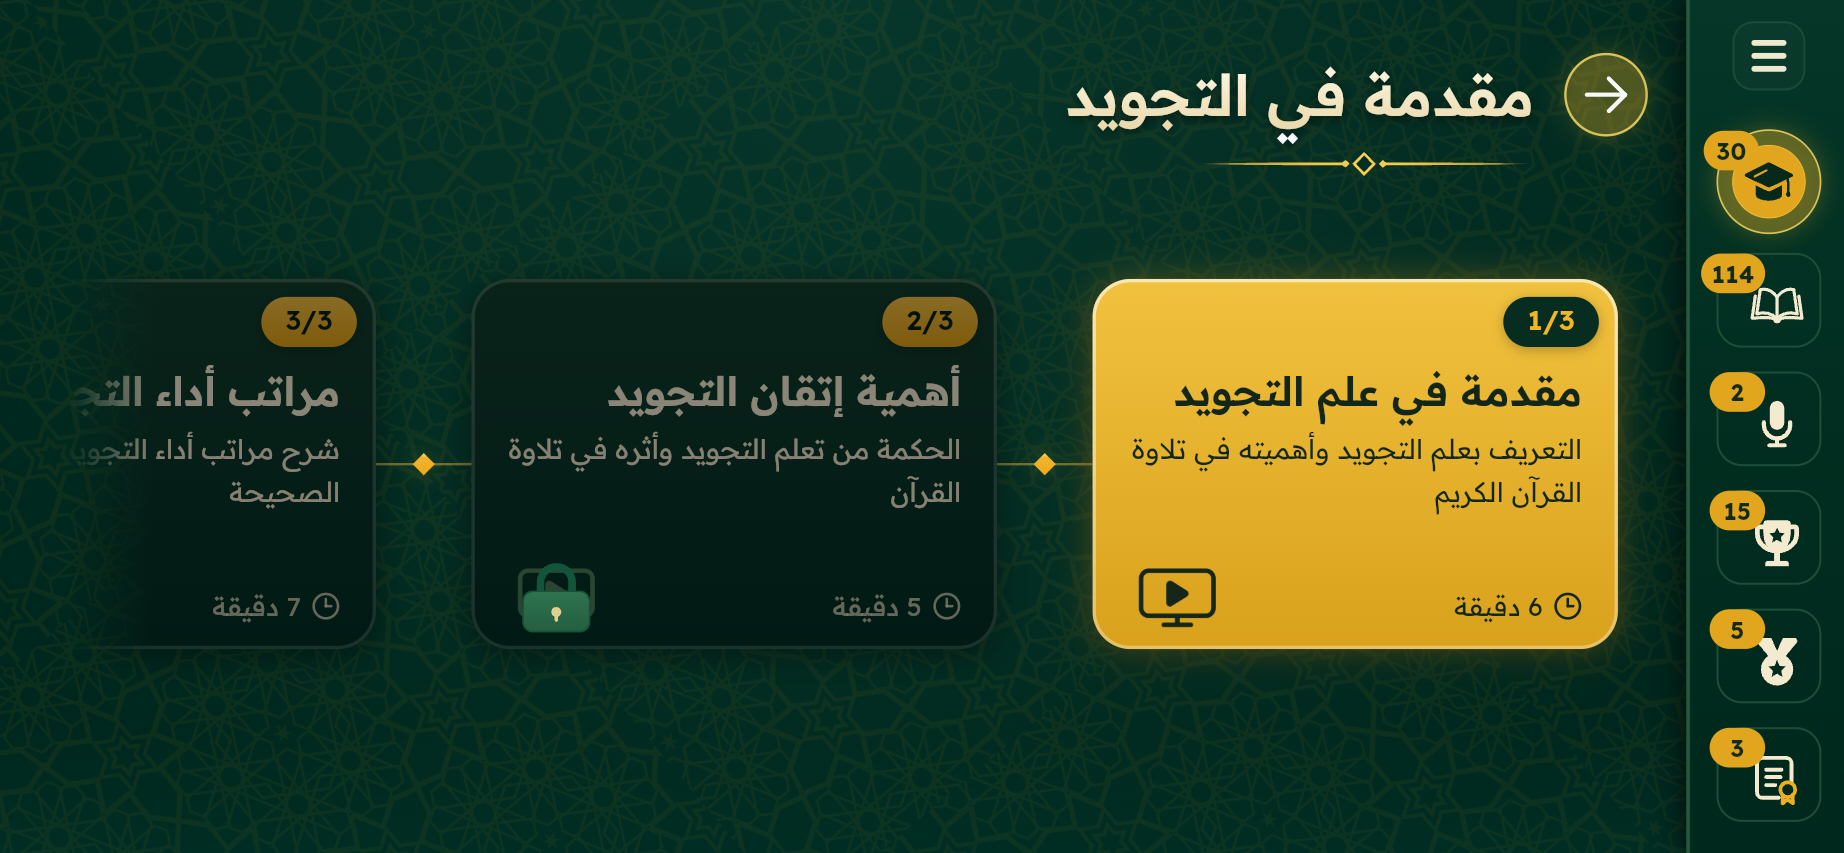 مقدمة في التجويد
30
114
2
15
5
3
1/3
مقدمة في علم التجويد
التعريف بعلم التجويد وأهميته في تلاوة
القرآن الكريم
6 دقيقة
2/3
أهمية إتقان التجويد
الحكمة من تعلم التجويد وأثره في تلاوة
القرآن
5 دقيقة
3/3
مراتب أداء
شرح مراتب أداء التجويد
الصحيحة
7 دقيقة